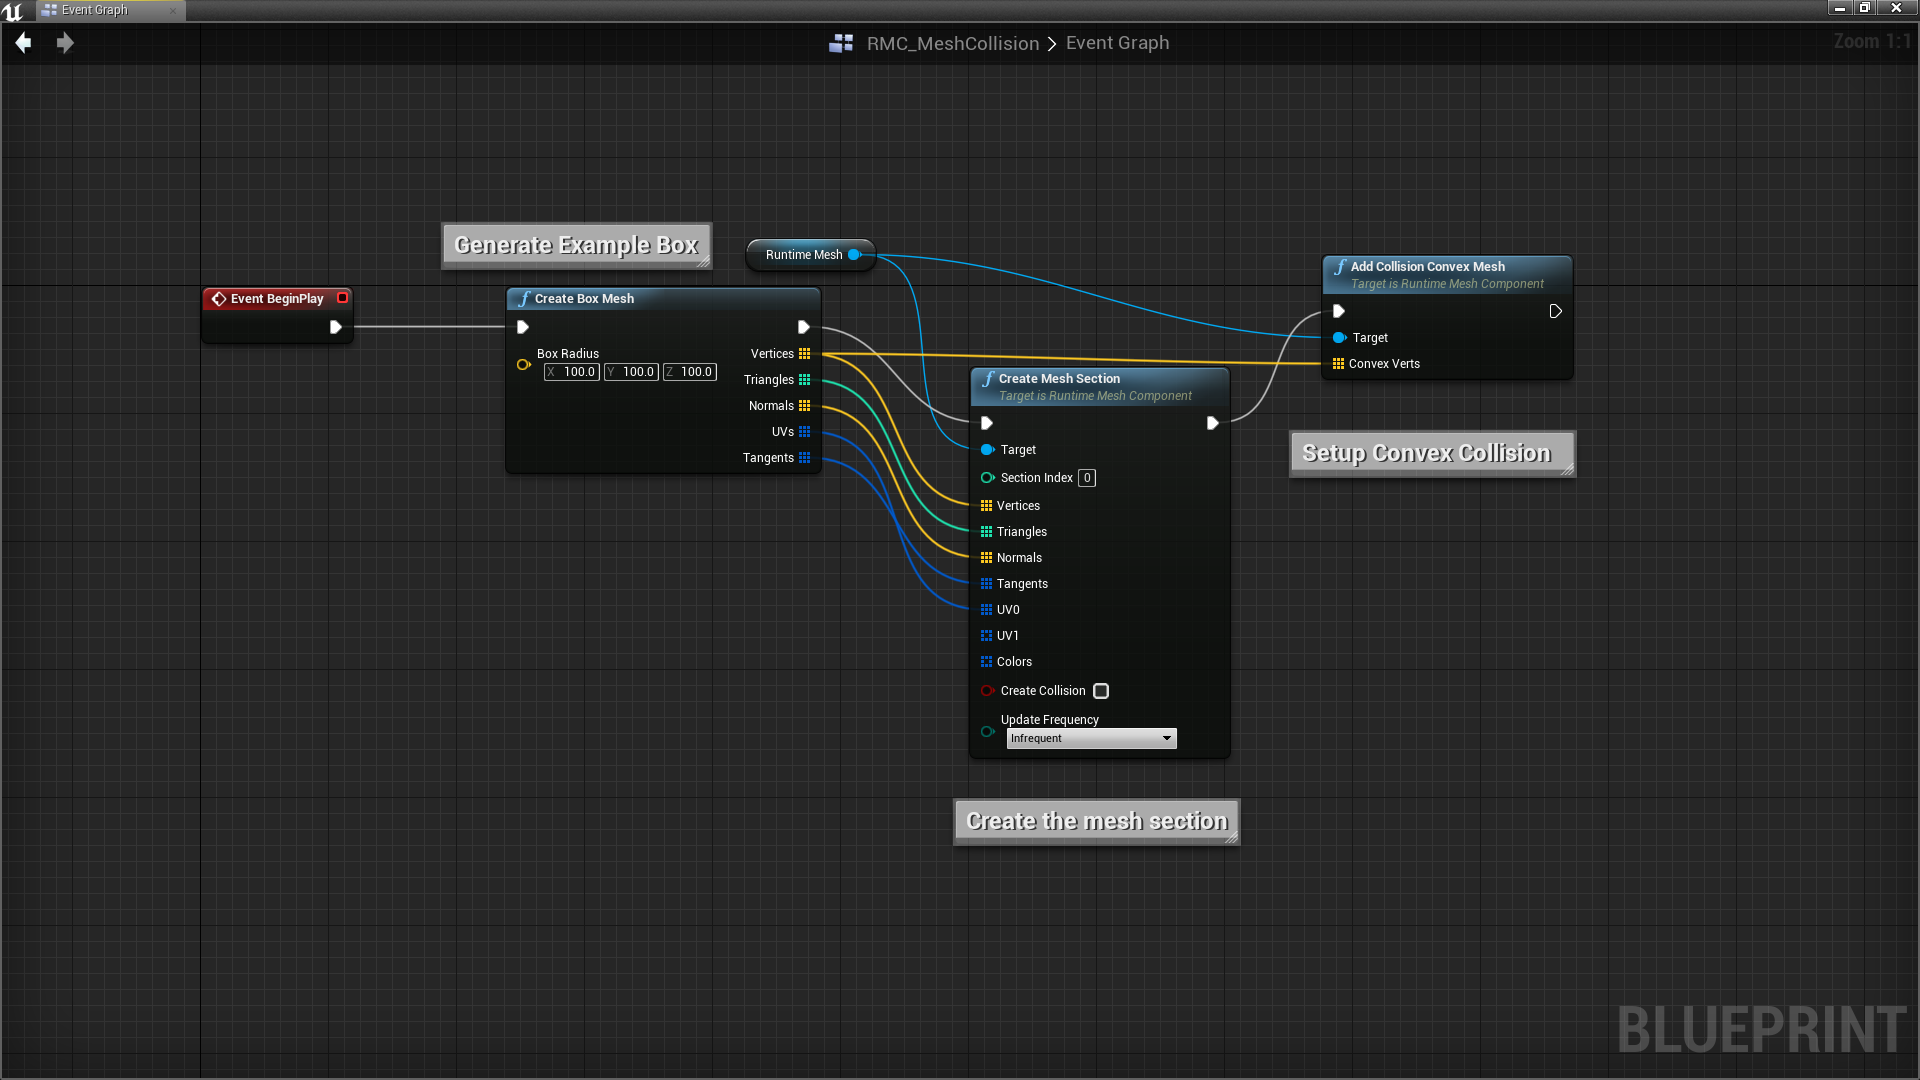 Event Graph
RMC_MeshCollision > Event Graph
Zoom 1:1
Generate Example Box
Runtime Mesh
Event BeginPlay
Create Box Mesh
Box Radius
X 100.0 Y 100.0 Z 100.0
Vertices
Triangles
Normals
UVs
Tangents
Create Mesh Section
Target is Runtime Mesh Component
Target
Section Index 0
Vertices
Triangles
Normals
Tangents
UV0
UV1
Colors
Create Collision
Update Frequency
Infrequent
Create the mesh section
Add Collision Convex Mesh
Target is Runtime Mesh Component
Target
Convex Verts
Setup Convex Collision
BLUEPRINT